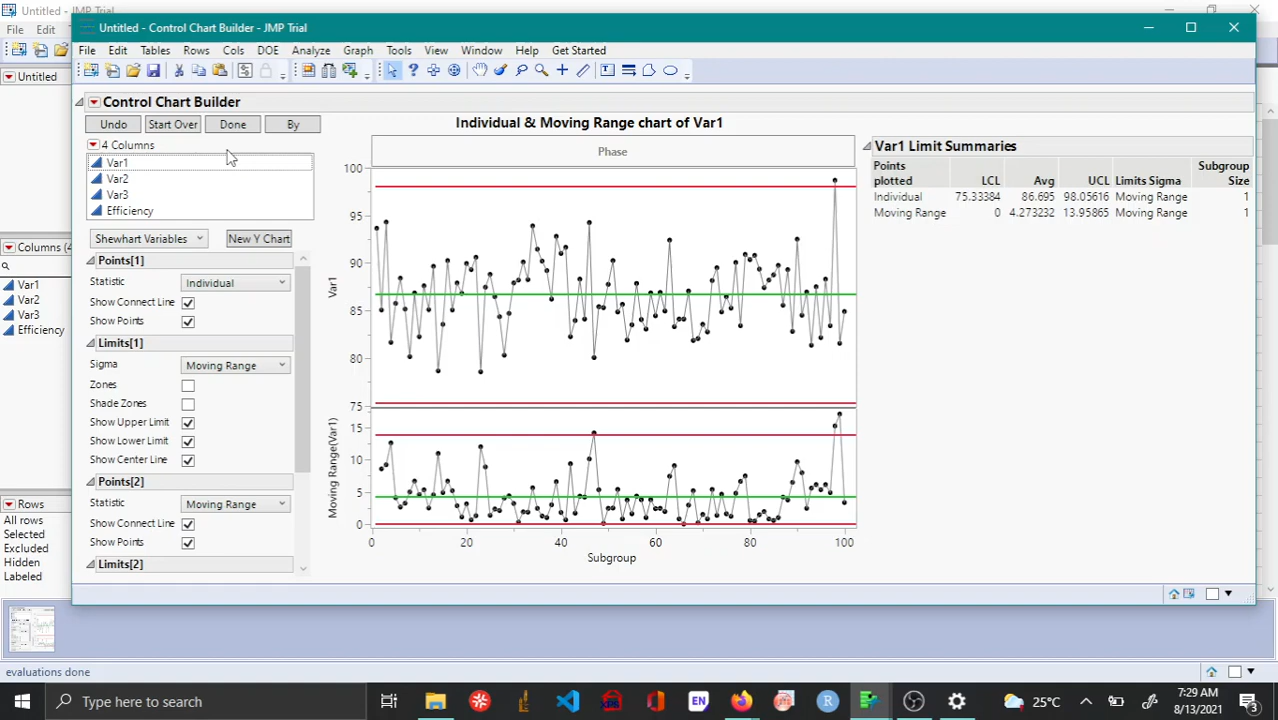 Untitled - JMP Trial
File Edit
Untitled
Columns (4
Var1
Var2
Var3
Efficiency
Rows
All rows
Selected
Excluded
Hidden
Labeled
evaluations done
Untitled - Control Chart Builder - JMP Trial
File Edit Tables Rows Cols DOE Analyze Graph Tools View Window Help Get Started
Control Chart Builder
Undo Start Over Done By
4 Columns
Var1
Var2
Var3
Efficiency
Shewhart Variables New Y Chart
Points[1]
Statistic Individual
Show Connect Line
Show Points
Limits[1]
Sigma Moving Range
Zones
Shade Zones
Show Upper Limit
Show Lower Limit
Show Center Line
Points[2]
Statistic Moving Range
Show Connect Line
Show Points
Limits[2]
Individual & Moving Range chart of Var1
Phase
100
95
90
85
80
75
Var1
15
10
5
0
Moving Range(Var1)
0 20 40 60 80 100
Subgroup
Var1 Limit Summaries
Points plotted LCL Avg UCL Limits Sigma Subgroup Size
Individual 75.33384 86.695 98.05616 Moving Range 1
Moving Range 0 4.273232 13.95865 Moving Range 1
Type here to search
EN
R
25°C
7:29 AM
8/13/2021
3